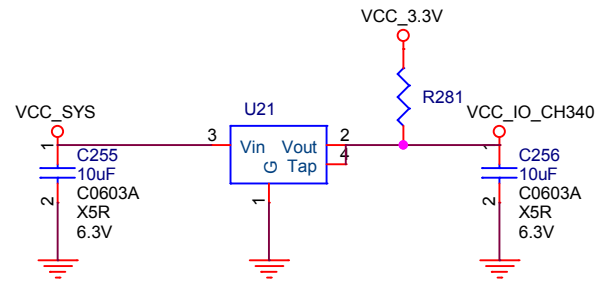 VCC_3.3V
R281
VCC_SYS
U21
VCC_IO_CH340
3
Vin
Vout
2
G
Tap
4
1
1
C255
10uF
C0603A
X5R
6.3V
2
1
C256
10uF
C0603A
X5R
6.3V
2